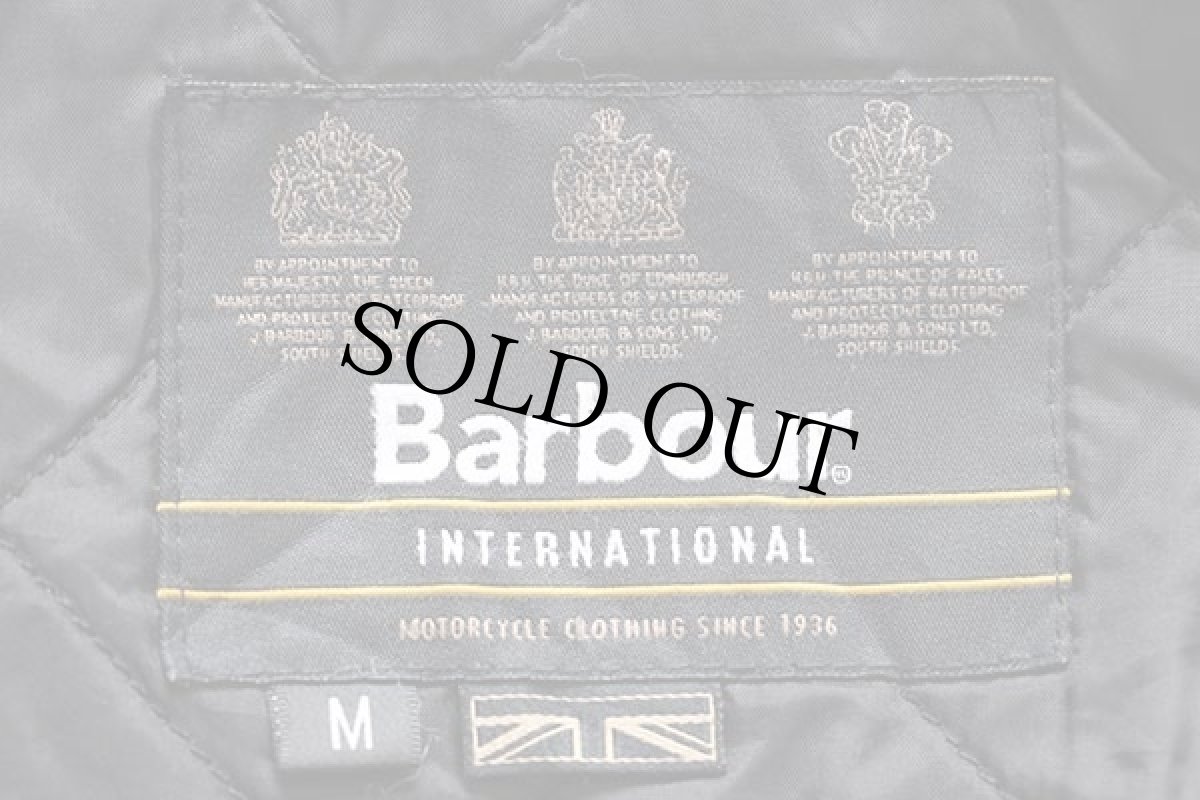 BY APPOINTMENT TO
HER MAJESTY THE QUEEN
MANUFACTURERS OF WATERPROOF
AND PROTECTIVE CLOTHING
J. BARBOUR & SONS LTD,
SOUTH SHIELDS
BY APPOINTMENT TO
H.R.H. THE DUKE OF EDINBURGH
MANUFACTURERS OF WATERPROOF
AND PROTECTIVE CLOTHING
J. BARBOUR & SONS LTD,
SOUTH SHIELDS.
BY APPOINTMENT TO
H.R.H. THE PRINCE OF WALES
MANUFACTURERS OF WATERPROOF
AND PROTECTIVE CLOTHING
J. BARBOUR & SONS LTD,
SOUTH SHIELDS
SOLD OUT
Barbour
INTERNATIONAL
MOTORCYCLE CLOTHING SINCE 1936
M